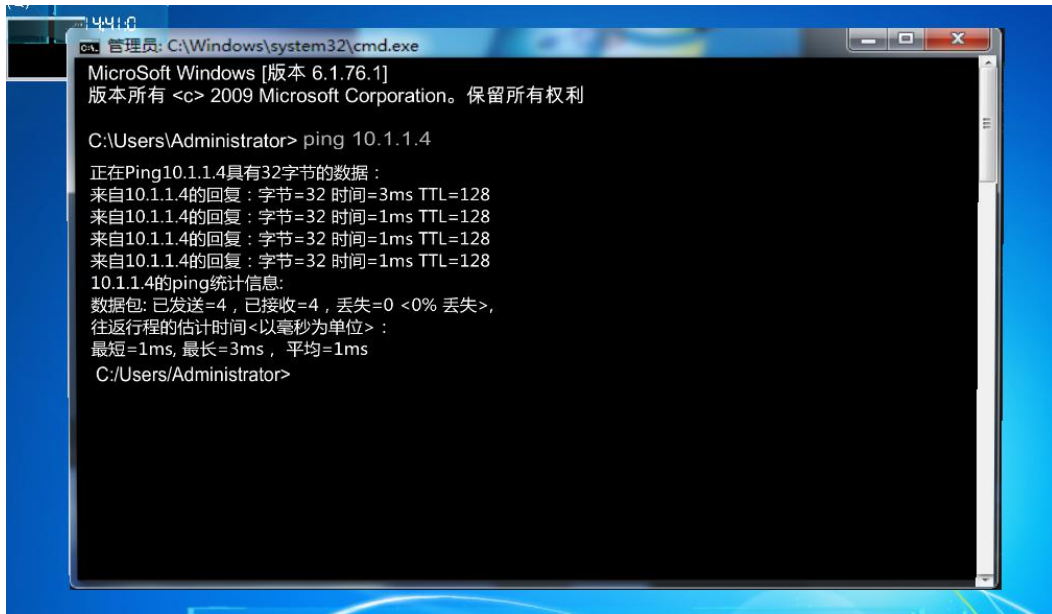 14:41:0
管理员: C:\Windows\system32\cmd.exe
MicroSoft Windows [版本 6.1.76.1]
版本所有 <c> 2009 Microsoft Corporation。保留所有权利
C:\Users\Administrator> ping 10.1.1.4
正在Ping10.1.1.4具有32字节的数据：
来自10.1.1.4的回复：字节=32 时间=3ms TTL=128
来自10.1.1.4的回复：字节=32 时间=1ms TTL=128
来自10.1.1.4的回复：字节=32 时间=1ms TTL=128
来自10.1.1.4的回复：字节=32 时间=1ms TTL=128
10.1.1.4的ping统计信息:
数据包: 已发送=4，已接收=4，丢失=0 <0% 丢失>,
往返行程的估计时间<以毫秒为单位>：
最短=1ms, 最长=3ms， 平均=1ms
C:/Users/Administrator>